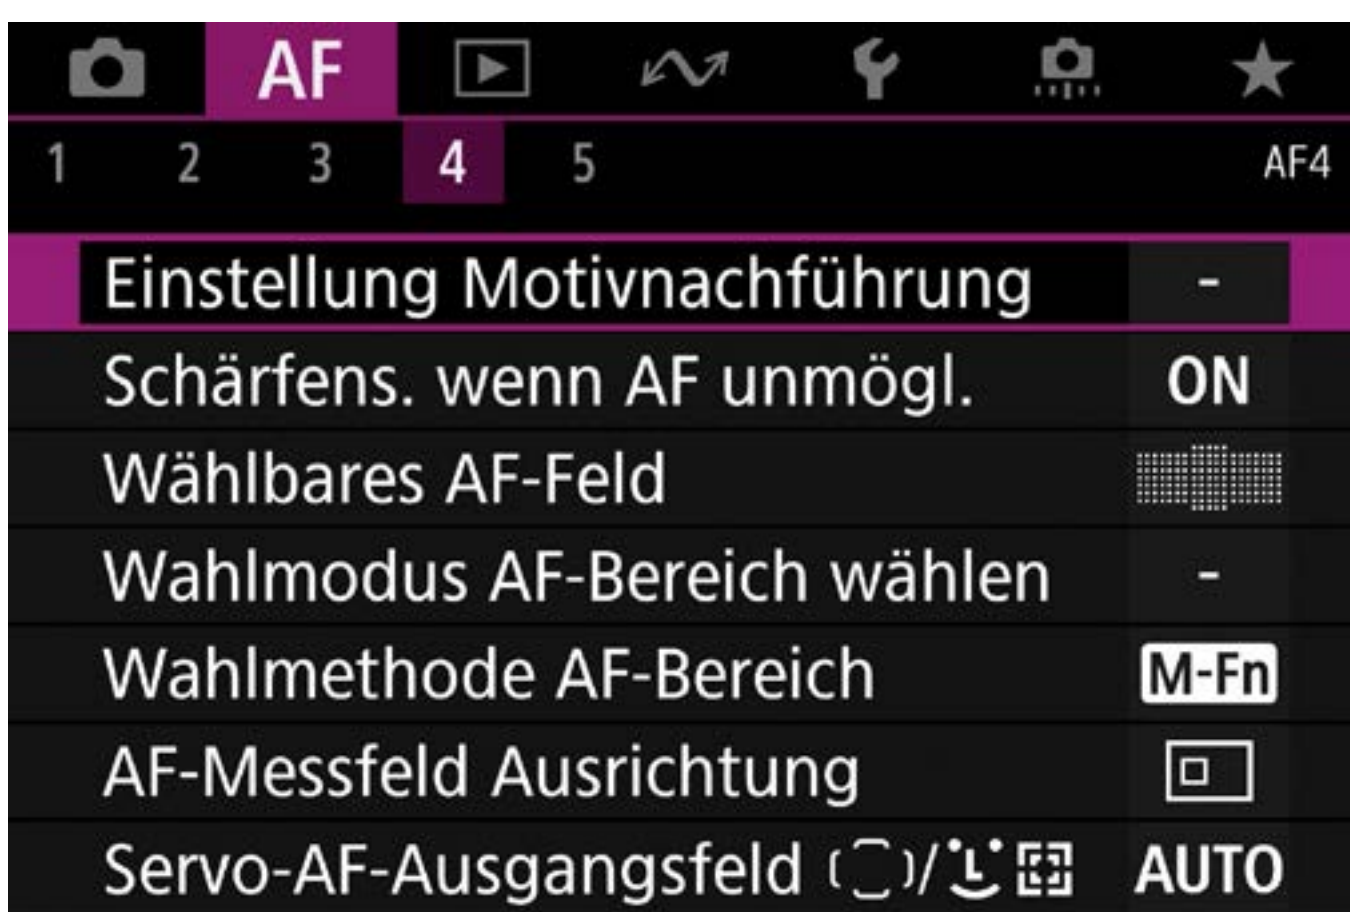 AF
1 2 3 4 5 AF4
Einstellung Motivnachführung -
Schärfens. wenn AF unmögl. ON
Wählbares AF-Feld
Wahlmodus AF-Bereich wählen -
Wahlmethode AF-Bereich M-Fn
AF-Messfeld Ausrichtung
Servo-AF-Ausgangsfeld ( )/ AUTO